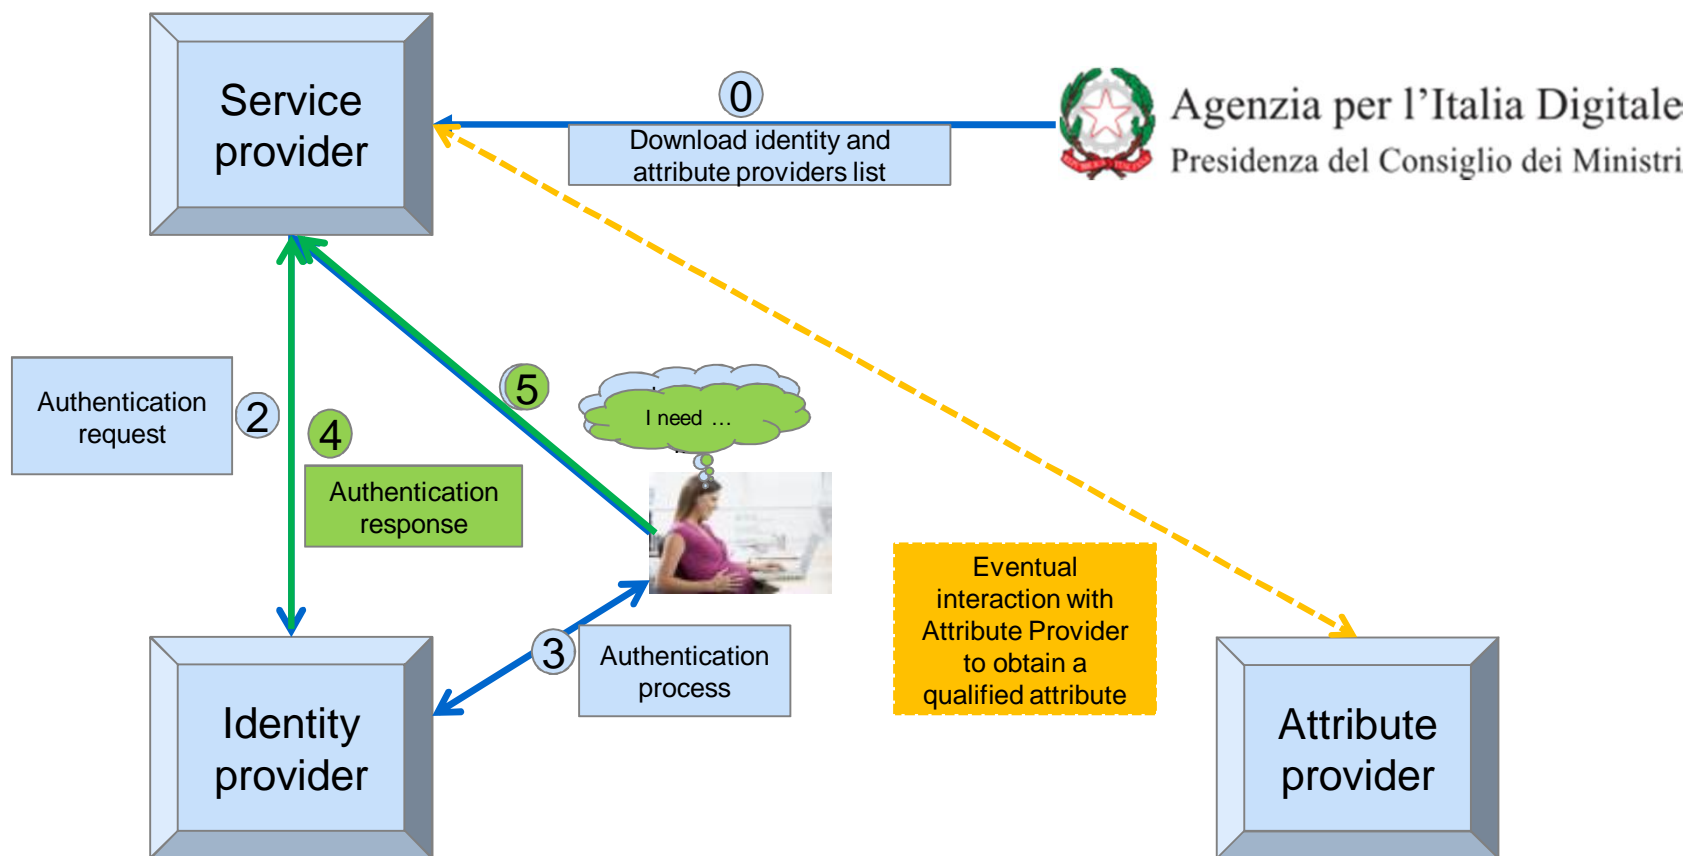 Service
provider
0
Download identity and
attribute providers list
Agenzia per l’Italia Digitale
Presidenza del Consiglio dei Ministri
Authentication
request
2
4
Authentication
response
5
I need …
3
Authentication
process
Eventual
interaction with
Attribute Provider
to obtain a
qualified attribute
Identity
provider
Attribute
provider